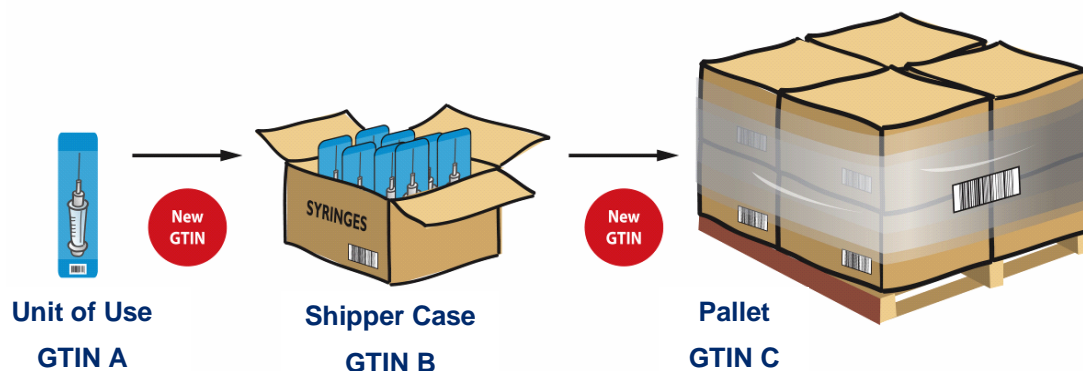 New
GTIN
SYRINGES
New
GTIN
Unit of Use
GTIN A
Shipper Case
GTIN B
Pallet
GTIN C